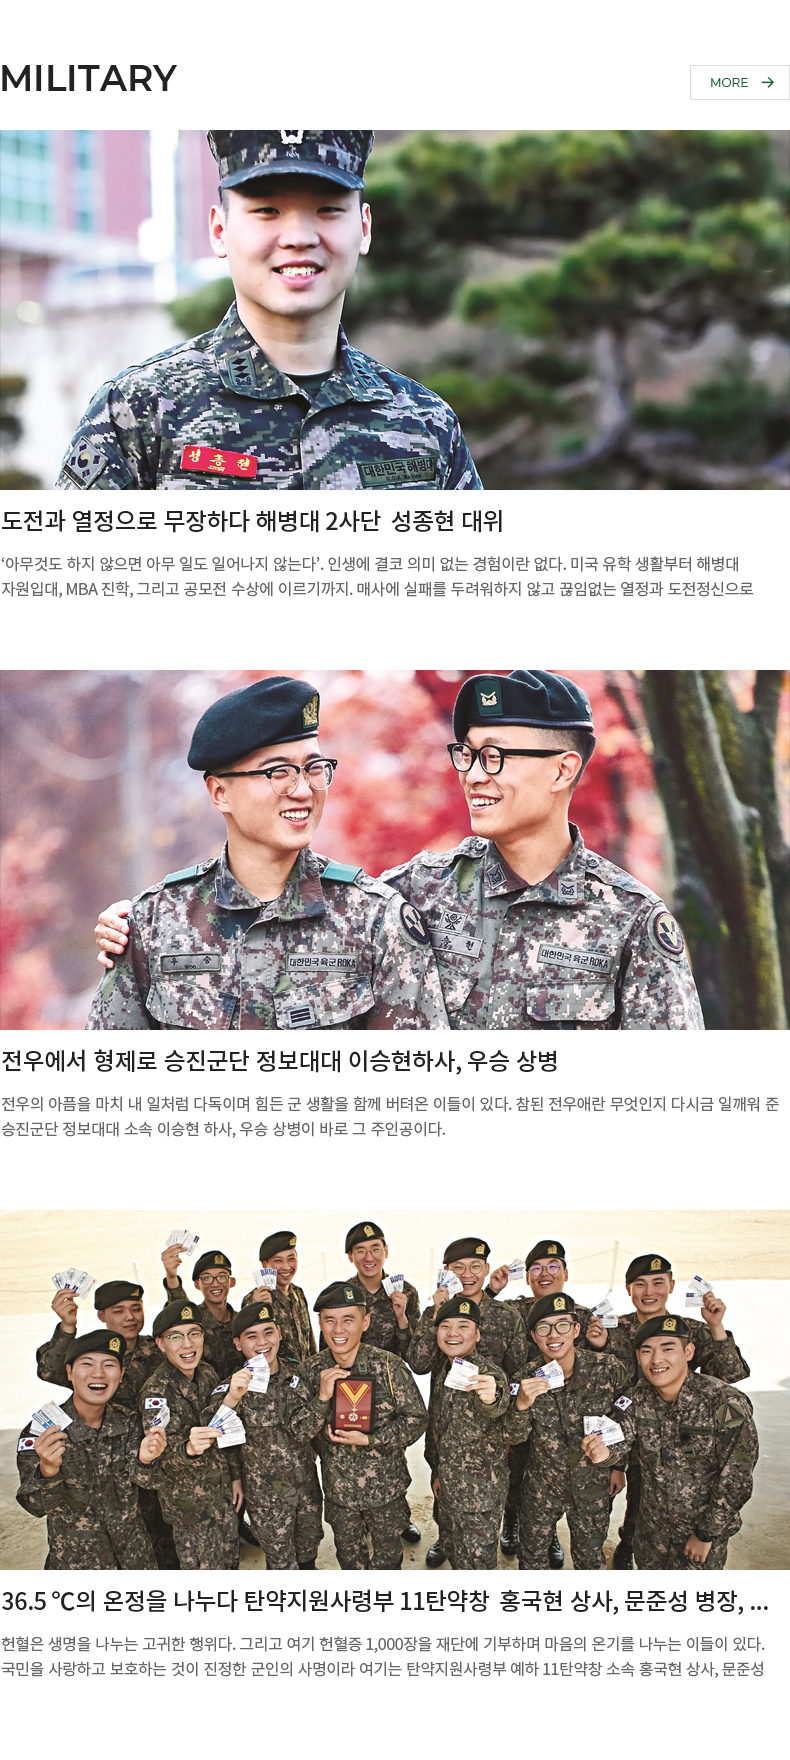 MILITARY
MORE
성종현
대한민국 해병대
R.O.K. Marines
도전과 열정으로 무장하다 해병대 2사단 성종현 대위
‘아무것도 하지 않으면 아무 일도 일어나지 않는다’. 인생에 결코 의미 없는 경험이란 없다. 미국 유학 생활부터 해병대
자원입대, MBA 진학, 그리고 공모전 수상에 이르기까지. 매사에 실패를 두려워하지 않고 끊임없는 열정과 도전정신으로
우 승
WOO
대한민국 육군 ROKA
승 현
대한민국 육군 ROKA
전우에서 형제로 승진군단 정보대대 이승현하사, 우승 상병
전우의 아픔을 마치 내 일처럼 다독이며 힘든 군 생활을 함께 버텨온 이들이 있다. 참된 전우애란 무엇인지 다시금 일깨워 준
승진군단 정보대대 소속 이승현 하사, 우승 상병이 바로 그 주인공이다.
36.5 ℃의 온정을 나누다 탄약지원사령부 11탄약창 홍국현 상사, 문준성 병장, ...
헌혈은 생명을 나누는 고귀한 행위다. 그리고 여기 헌혈증 1,000장을 재단에 기부하며 마음의 온기를 나누는 이들이 있다.
국민을 사랑하고 보호하는 것이 진정한 군인의 사명이라 여기는 탄약지원사령부 예하 11탄약창 소속 홍국현 상사, 문준성